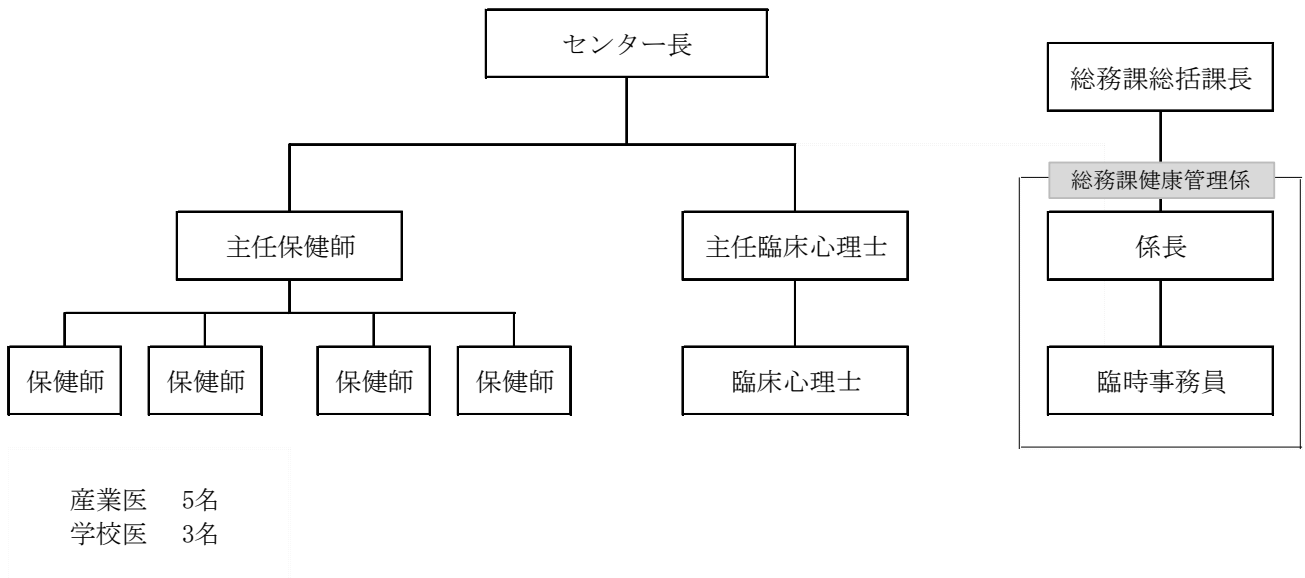 センター長
総務課総括課長
総務課健康管理係
主任保健師
主任臨床心理士
係長
保健師
保健師
保健師
保健師
臨床心理士
臨時事務員
産業医 5名
学校医 3名